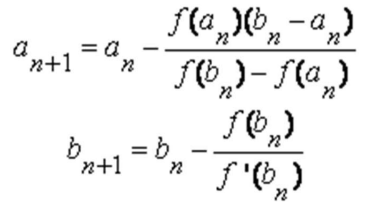 a_{n+1} = a_n - \frac{f(a_n)(b_n - a_n)}{f(b_n) - f(a_n)}
b_{n+1} = b_n - \frac{f(b_n)}{f'(b_n)}